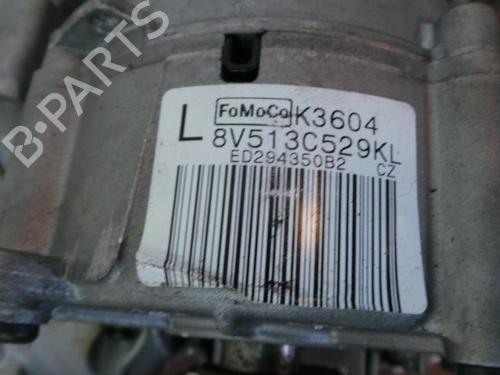 B-PARTS
FoMoCo K3604
L 8V513C529KL
ED294350B2 CZ